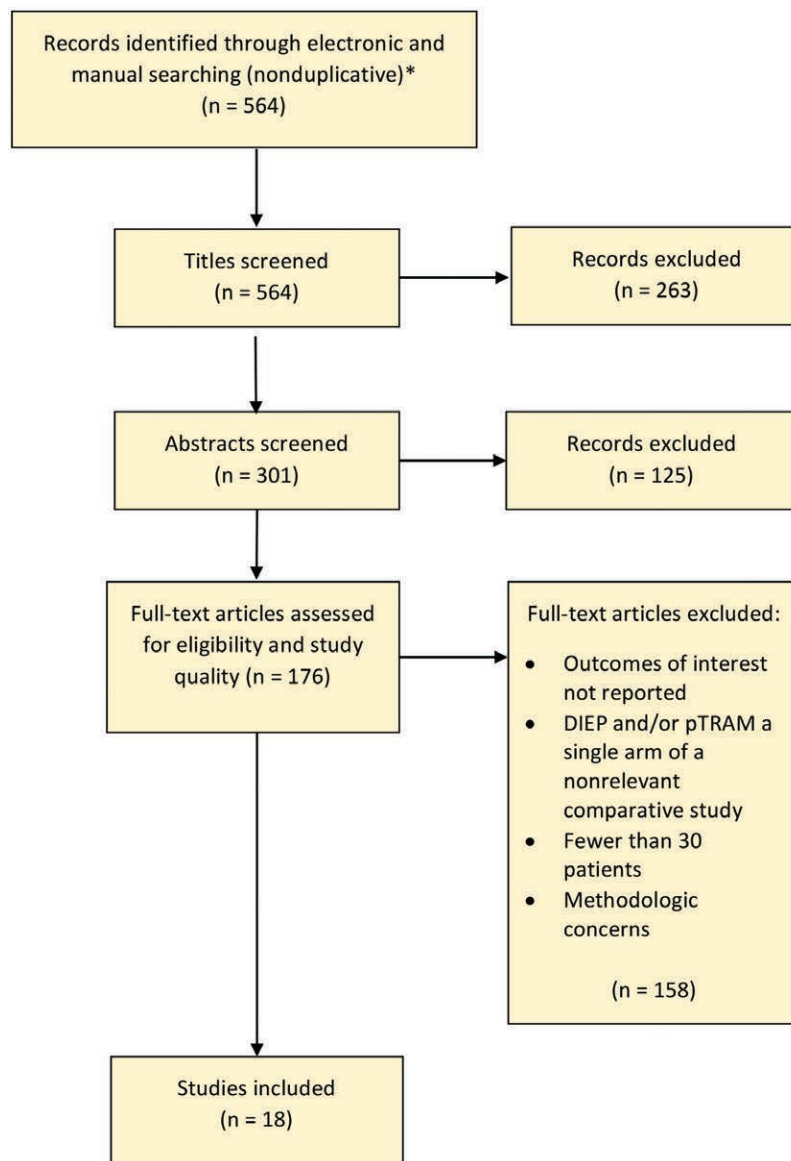 Records identified through electronic and
manual searching (nonduplicative)*
(n = 564)
Titles screened
(n = 564)
Records excluded
(n = 263)
Abstracts screened
(n = 301)
Records excluded
(n = 125)
Full-text articles assessed
for eligibility and study
quality (n = 176)
Full-text articles excluded:
• Outcomes of interest
not reported
• DIEP and/or pTRAM a
single arm of a
nonrelevant
comparative study
• Fewer than 30
patients
• Methodologic
concerns
(n = 158)
Studies included
(n = 18)